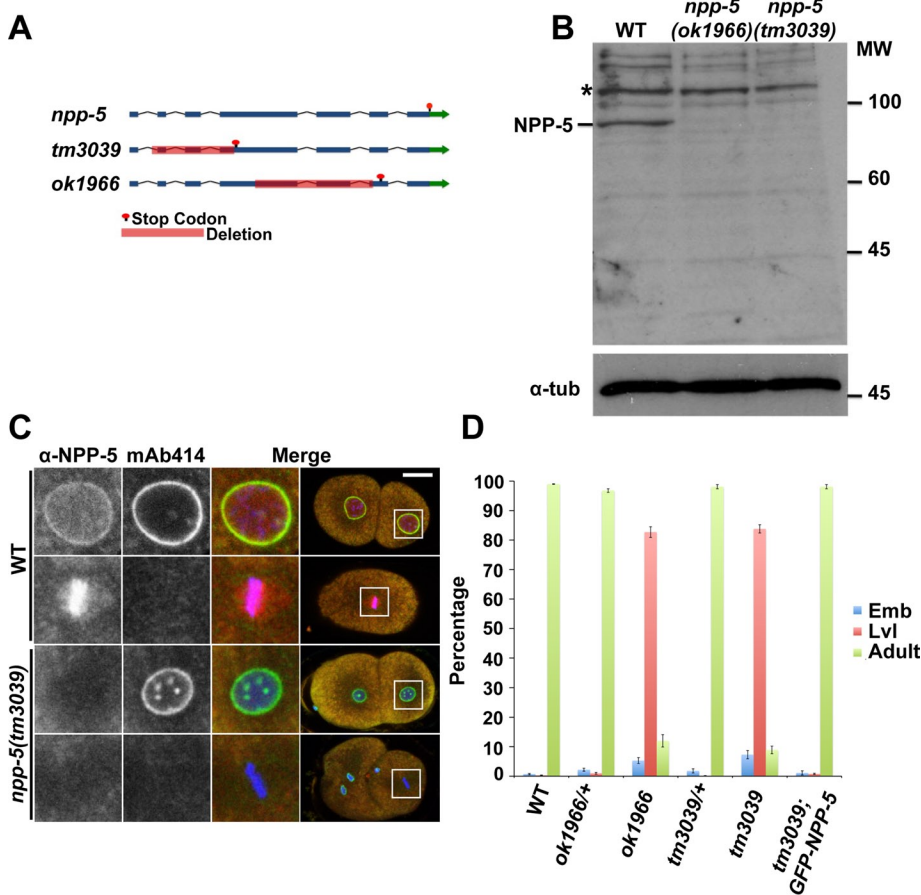 A
npp-5
tm3039
ok1966
Stop Codon
Deletion
B
WT
npp-5
(ok1966)
npp-5
(tm3039)
MW
*
NPP-5
100
60
45
α-tub
45
C
α-NPP-5 mAb414 Merge
WT
npp-5(tm3039)
D
Percentage
100
90
80
70
60
50
40
30
20
10
0
WT
ok1966/+
ok1966
tm3039/+
tm3039
tm3039;
GFP-NPP-5
Emb
Lvl
Adult